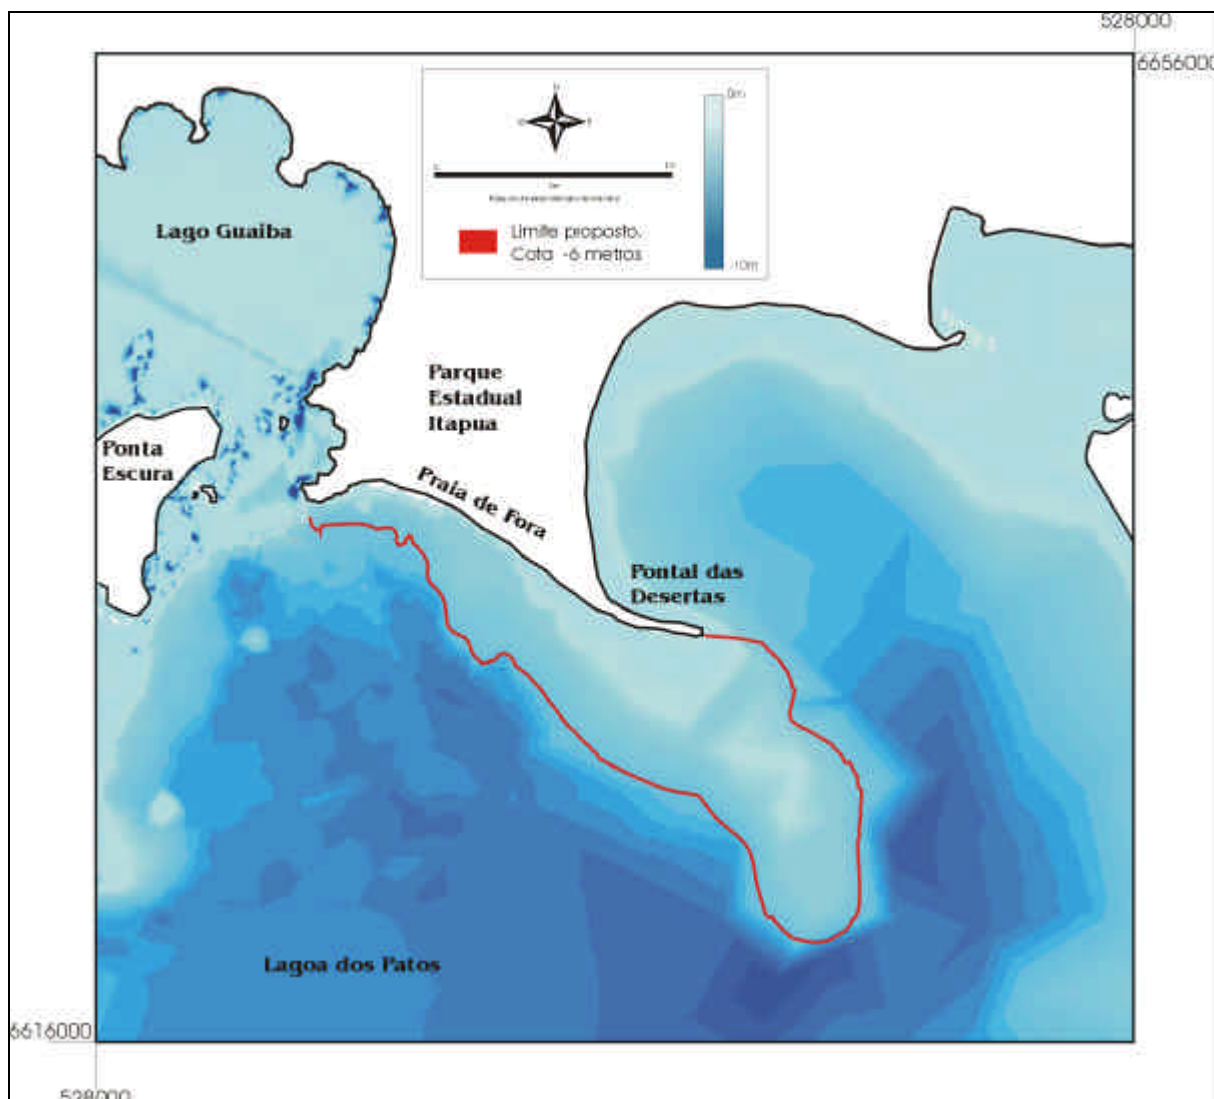 528000
6656000
0m
10
Limite proposto.
Cota -6 metros
-10m
Lago Guaiba
Parque
Estadual
Itapua
Ponta
Escura
Praia de Fora
Pontal das
Desertas
Lagoa dos Patos
6616000
528000